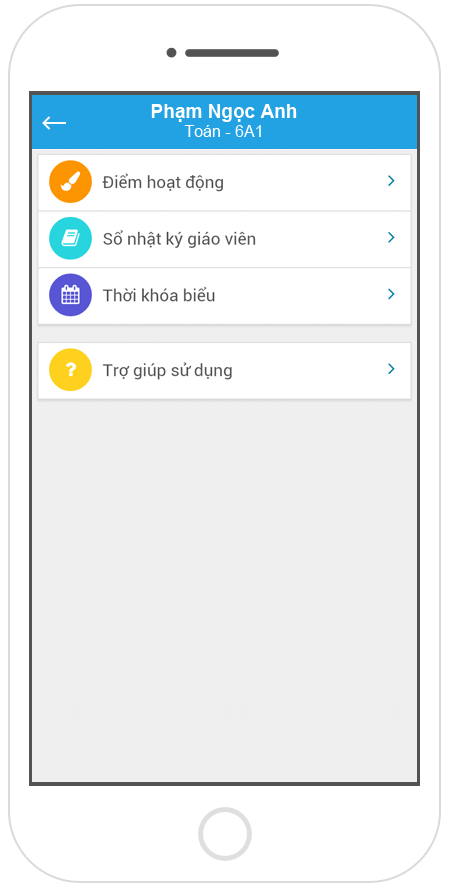 Phạm Ngọc Anh
Toán - 6A1
Điểm hoạt động
Sổ nhật ký giáo viên
Thời khóa biểu
Trợ giúp sử dụng